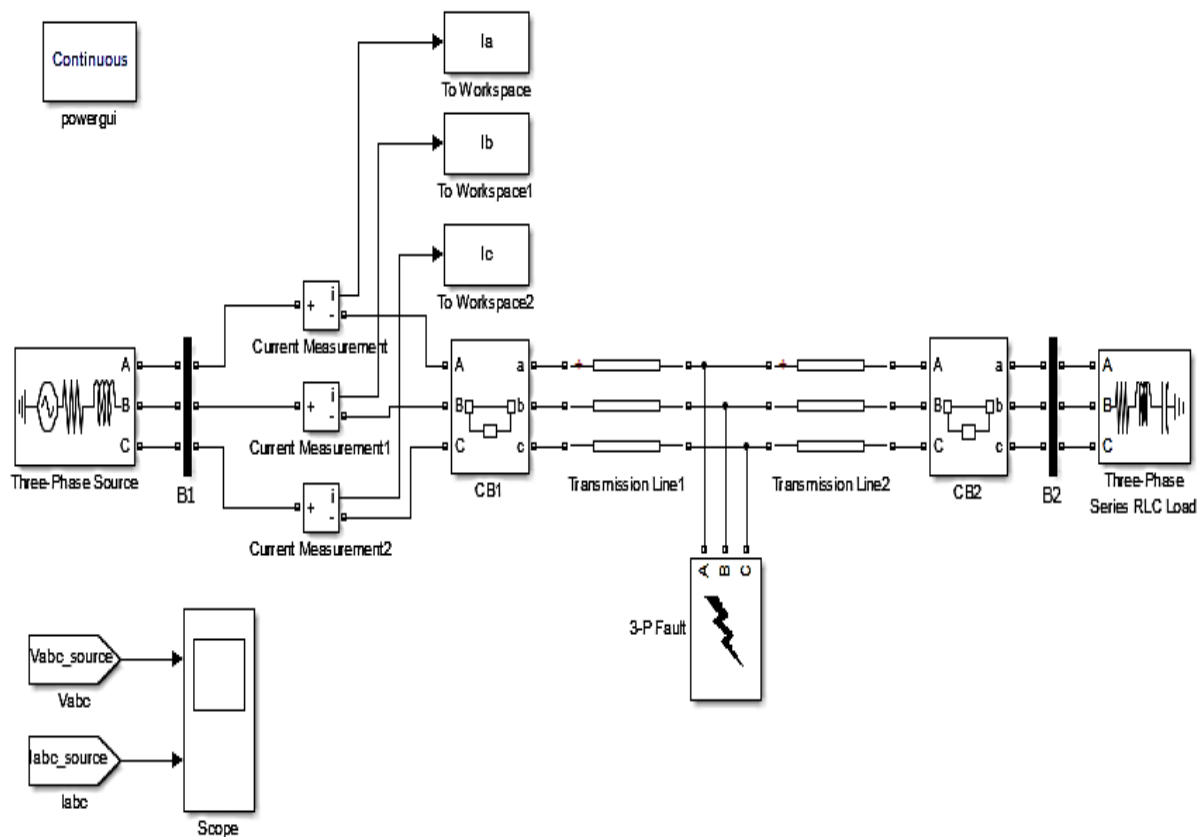 Continuous
powergui
Ia
To Workspace
Ib
To Workspace1
Ic
To Workspace2
i
+
-
Current Measurement
i
+
-
Current Measurement1
i
+
-
Current Measurement2
A
B
C
Three-Phase Source
B1
A
B
C
a
b
c
CB1
+
Transmission Line1
+
Transmission Line2
A
B
C
a
b
c
CB2
B2
A
B
C
Three-Phase
Series RLC Load
A
B
C
3-P Fault
Vabc_source
Vabc
Iabc_source
Iabc
Scope